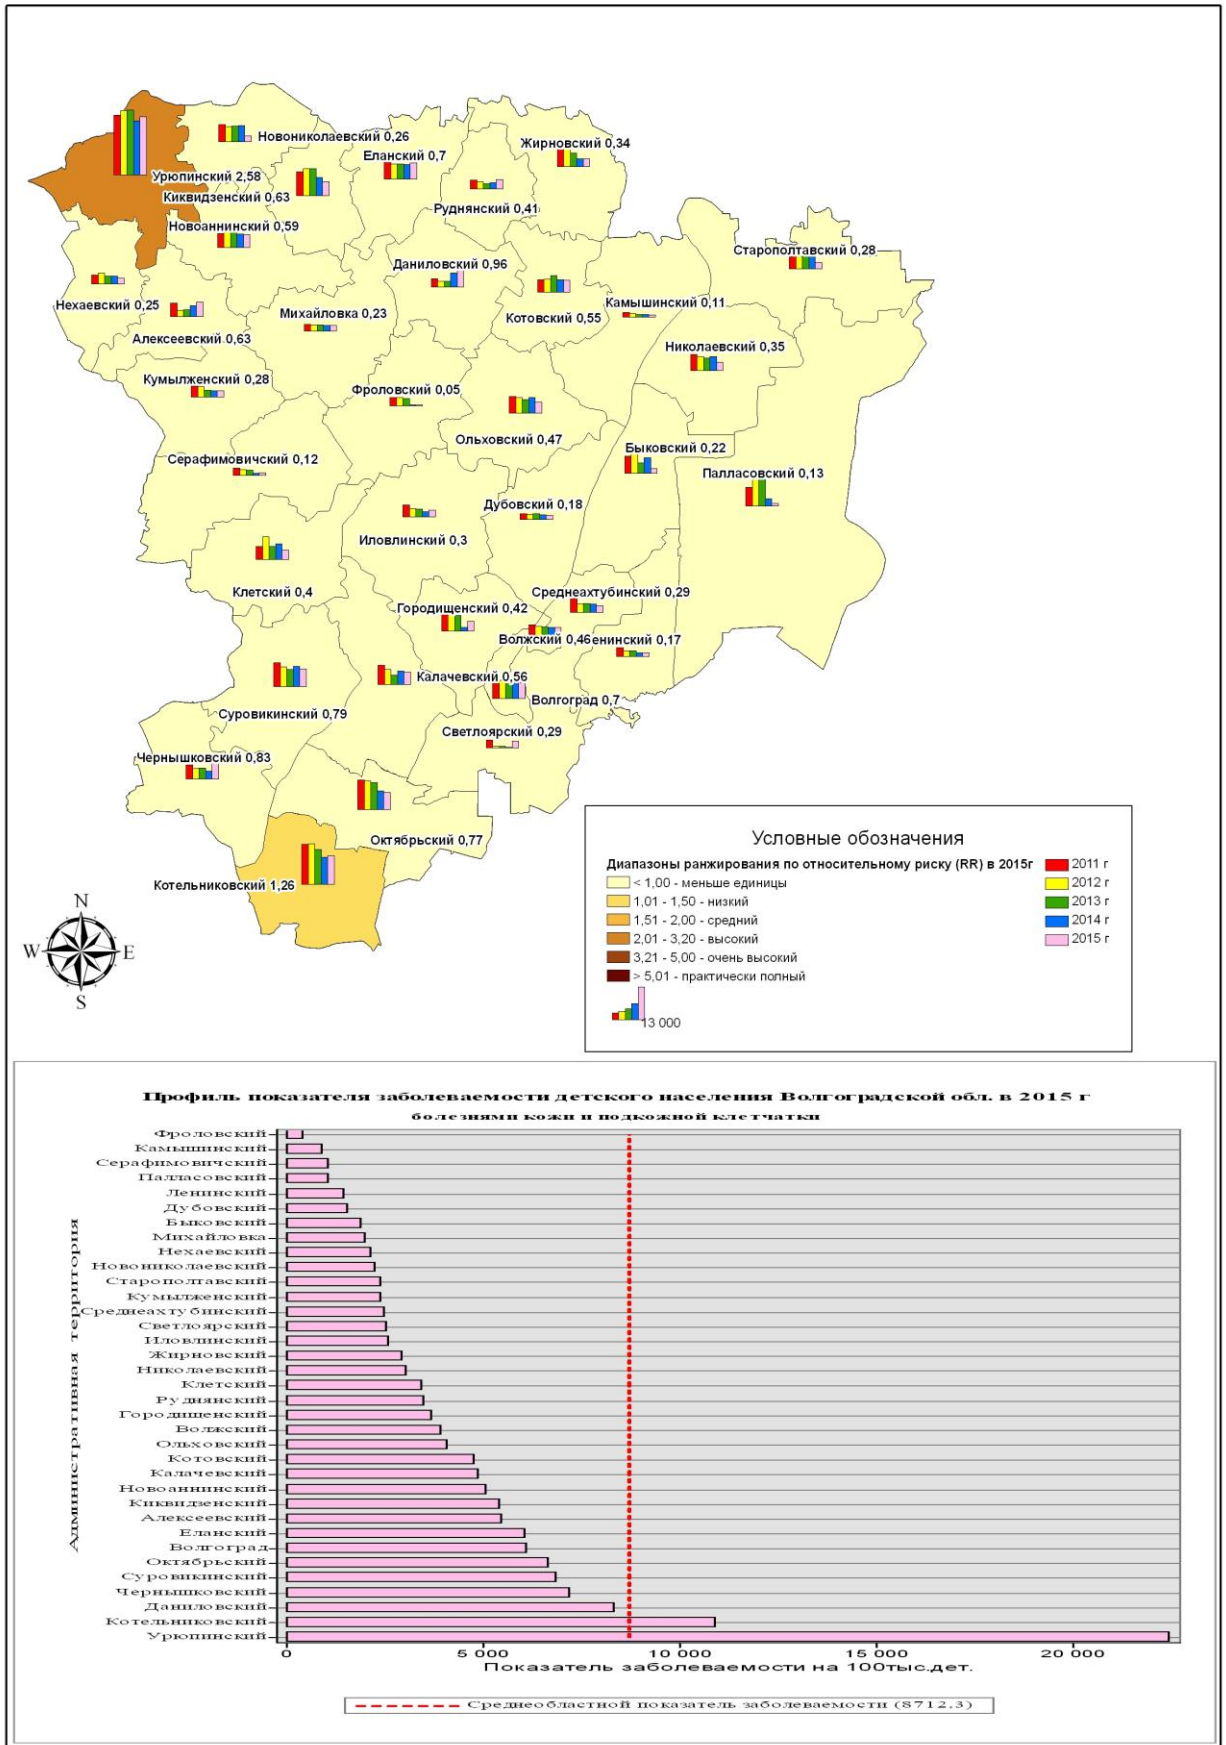 Новониколаевский 0,26
Жирновский 0,34
Еланский 0,7
Урюпинский 2,58
Киквидзенский 0,63
Руднянский 0,41
Новоаннинский 0,59
Старополтавский 0,28
Даниловский 0,96
Нехаевский 0,25
Камышинский 0,11
Михайловка 0,23
Котовский 0,55
Алексеевский 0,63
Николаевский 0,35
Кумылженский 0,28
Фроловский 0,05
Ольховский 0,47
Быковский 0,22
Серафимовичский 0,12
Палласовский 0,13
Дубовский 0,18
Иловлинский 0,3
Клетский 0,4
Среднеахтубинский 0,29
Городищенский 0,42
Волжский 0,46 енинский 0,17
Калачевский 0,56
Волгоград 0,7
Суровикинский 0,79
Светлоярский 0,29
Чернышковский 0,83
Октябрьский 0,77
Котельниковский 1,26
N
W E
S
Условные обозначения
Диапазоны ранжирования по относительному риску (RR) в 2015г
< 1,00 - меньше единицы
1,01 - 1,50 - низкий
1,51 - 2,00 - средний
2,01 - 3,20 - высокий
3,21 - 5,00 - очень высокий
> 5,01 - практически полный
13 000
2011 г
2012 г
2013 г
2014 г
2015 г
Профиль показателя заболеваемости детского населения Волгоградской обл. в 2015 г
болезнями кожи и подкожной клетчатки
Административная территория
Фроловский
Камышинский
Серафимовичский
Палласовский
Ленинский
Дубовский
Быковский
Михайловка
Нехаевский
Новониколаевский
Старополтавский
Кумылженский
Среднеахтубинский
Светлоярский
Иловлинский
Жирновский
Николаевский
Клетский
Руднянский
Городищенский
Волжский
Ольховский
Котовский
Калачевский
Новоаннинский
Киквидзенский
Алексеевский
Еланский
Волгоград
Октябрьский
Суровикинский
Чернышковский
Даниловский
Котельниковский
Урюпинский
0 5 000 10 000 15 000 20 000
Показатель заболеваемости на 100тыс.дет.
Среднеобластной показатель заболеваемости (8712,3)